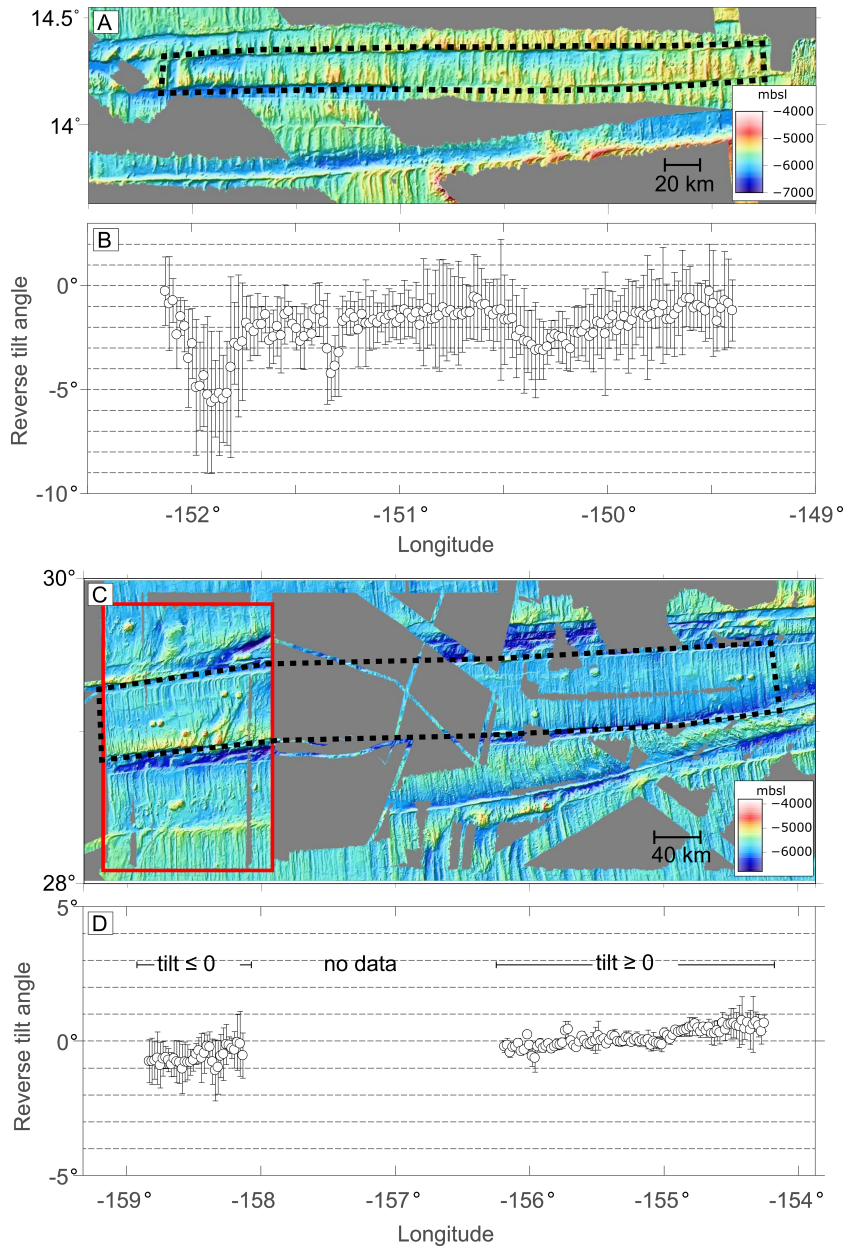 14.5°
A
14°
mbsl
−4000
−5000
−6000
−7000
20 km
B
0°
-5°
-10°
Reverse tilt angle
-152° -151° -150° -149°
Longitude
30°
C
28°
mbsl
−4000
−5000
−6000
40 km
5°
D
tilt ≤ 0 no data tilt ≥ 0
0°
-5°
Reverse tilt angle
-159° -158° -157° -156° -155° -154°
Longitude